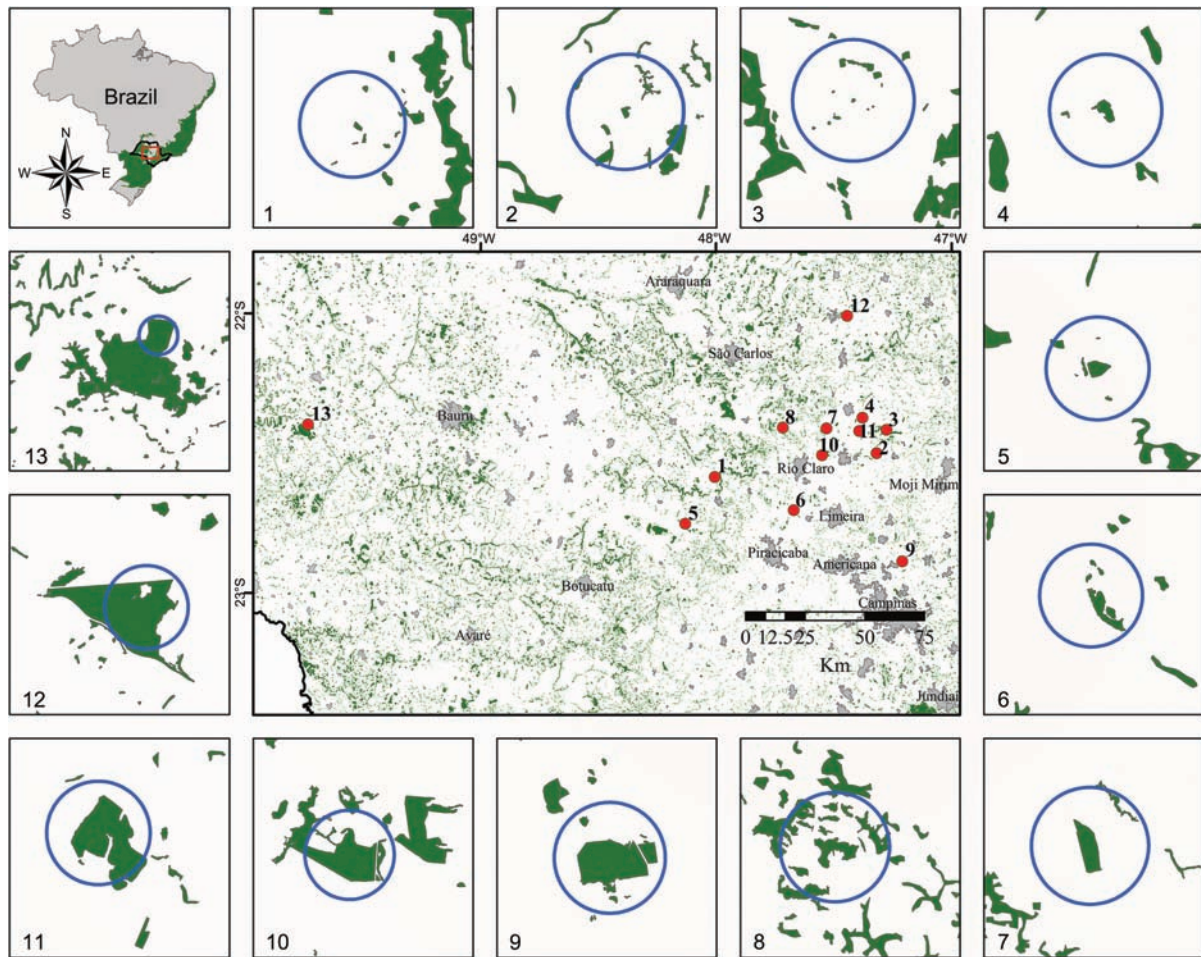 Brazil
N
W E
S
1
2
3
4
49°W
48°W
47°W
22°S
23°S
Araraquara
12
São Carlos
13
Bauru
8
7
4
3
11
10
2
Rio Claro
1
Moji Mirim
6
Limeira
5
Piracicaba
Americana
9
Botucatu
Campinas
Avaré
0 12.5 25 50 75
Km
Jundiaí
13
5
12
6
11
10
9
8
7